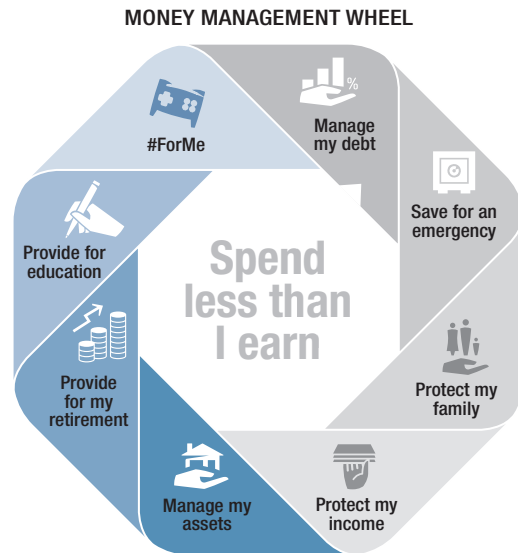 MONEY MANAGEMENT WHEEL
%
#ForMe
Manage
my debt
Save for an
emergency
Provide for
education
Spend
less than
I earn
Protect my
family
Provide
for my
retirement
Protect my
income
Manage my
assets